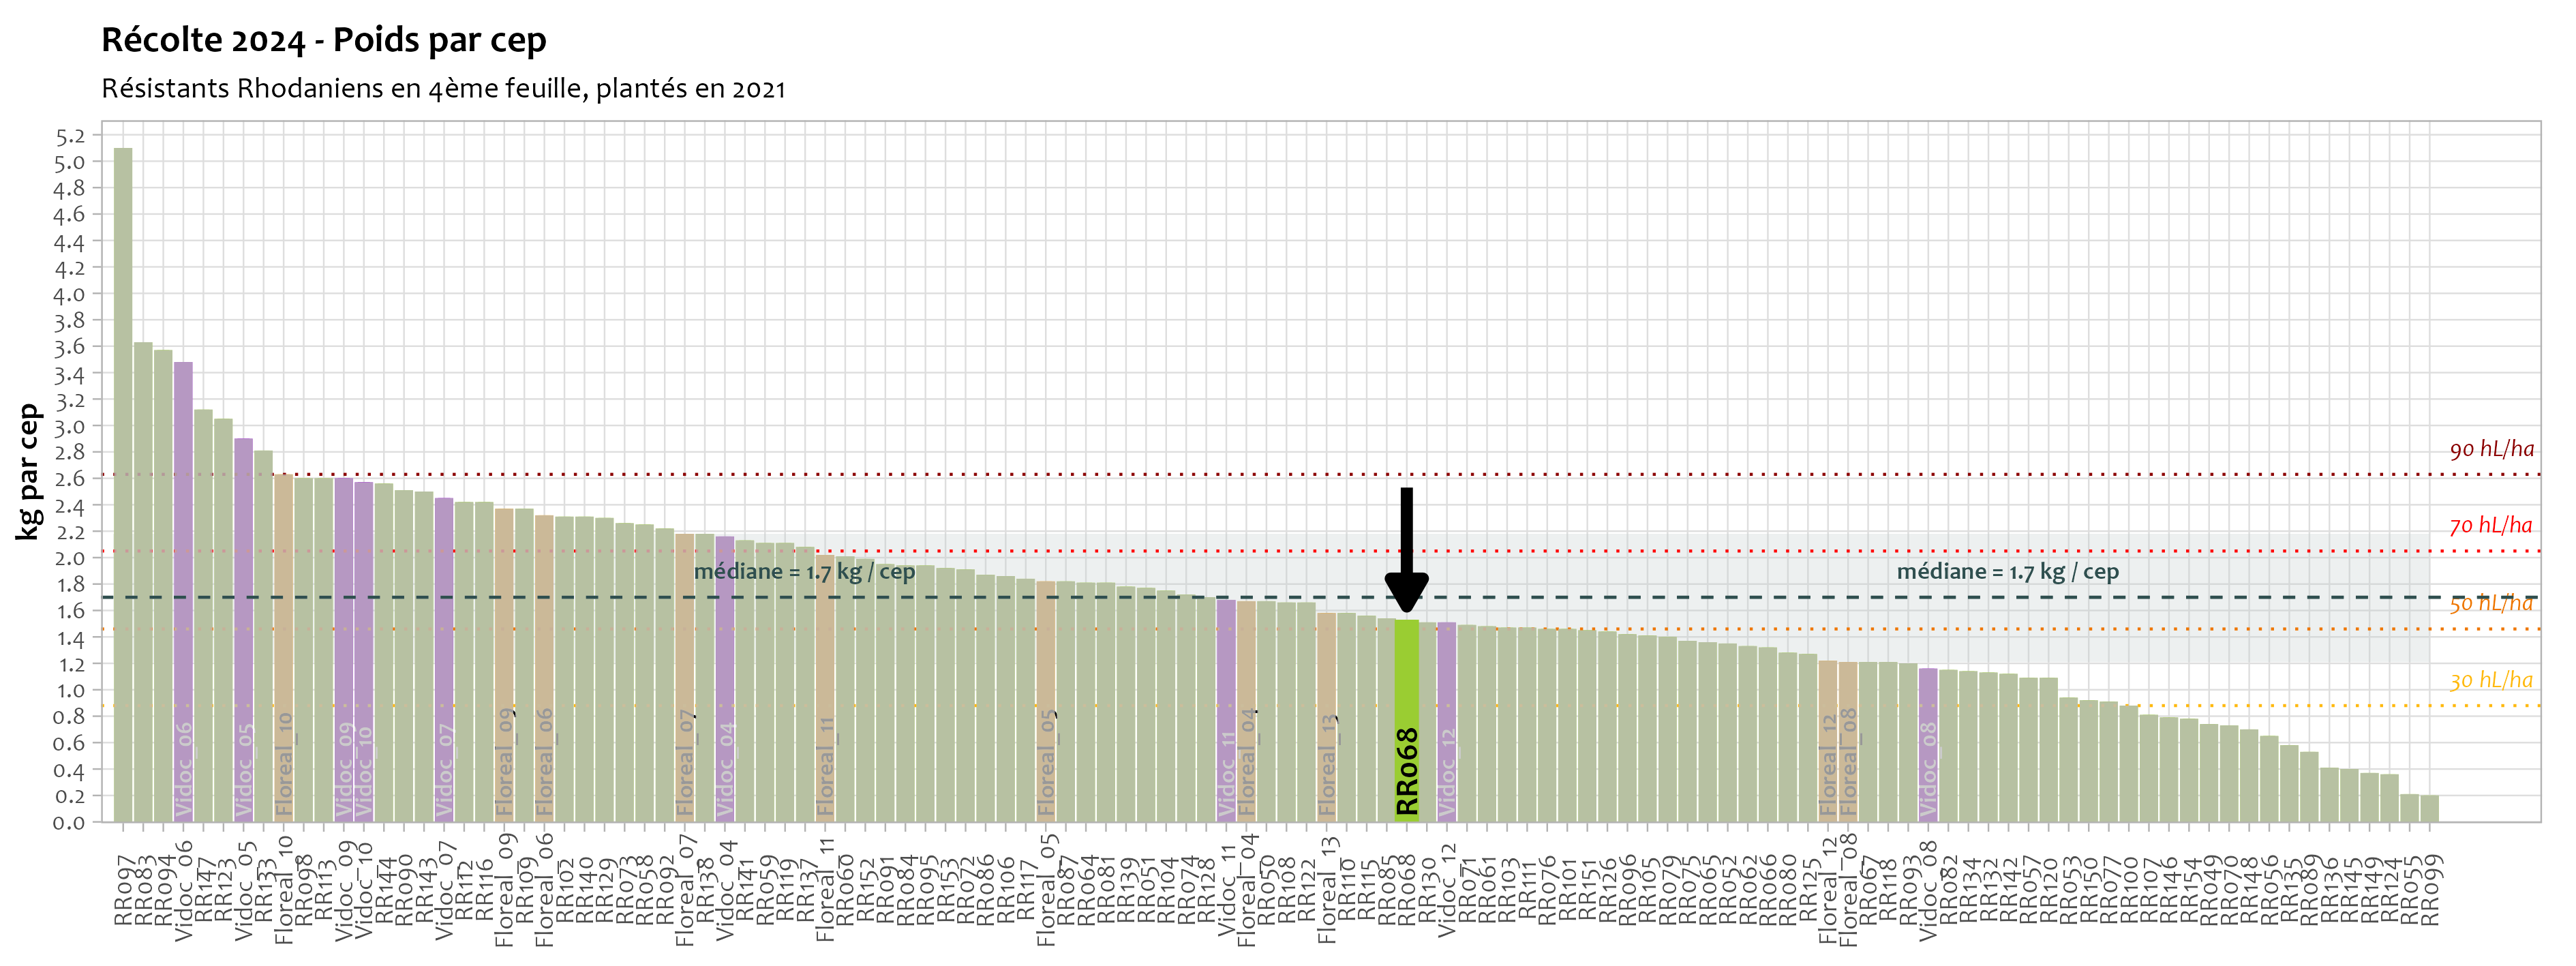 Récolte 2024 - Poids par cep
Résistants Rhodaniens en 4ème feuille, plantés en 2021
kg par cep
5.2
5.0
4.8
4.6
4.4
4.2
4.0
3.8
3.6
3.4
3.2
3.0
2.8
2.6
2.4
2.2
2.0
1.8
1.6
1.4
1.2
1.0
0.8
0.6
0.4
0.2
0.0
90 hL/ha
70 hL/ha
médiane = 1.7 kg / cep
médiane = 1.7 kg / cep
50 hL/ha
30 hL/ha
Vidoc_06
Vidoc_05
Floreal_10
Vidoc_09
Vidoc_10
Vidoc_07
Floreal_09
Floreal_06
Floreal_07
Vidoc_04
Floreal_11
Floreal_05
Vidoc_11
Floreal_04
Floreal_13
RR068
Vidoc_12
Floreal_12
Floreal_08
Vidoc_08
RR097
RR083
RR094
Vidoc_06
RR147
RR123
Vidoc_05
RR133
Floreal_10
RR098
RR113
Vidoc_09
Vidoc_10
RR144
RR090
RR143
Vidoc_07
RR112
RR116
Floreal_09
RR109
Floreal_06
RR102
RR140
RR129
RR073
RR058
RR092
Floreal_07
RR138
Vidoc_04
RR141
RR059
RR119
RR137
Floreal_11
RR060
RR152
RR091
RR084
RR095
RR153
RR072
RR086
RR106
RR117
Floreal_05
RR087
RR064
RR081
RR139
RR051
RR104
RR074
RR128
Vidoc_11
Floreal_04
RR050
RR108
RR122
Floreal_13
RR110
RR115
RR085
RR068
RR130
Vidoc_12
RR071
RR061
RR103
RR111
RR076
RR101
RR151
RR126
RR096
RR105
RR079
RR075
RR065
RR052
RR062
RR066
RR080
RR125
Floreal_12
Floreal_08
RR067
RR118
RR093
Vidoc_08
RR082
RR134
RR132
RR142
RR057
RR120
RR053
RR150
RR077
RR100
RR107
RR146
RR154
RR049
RR070
RR148
RR056
RR135
RR089
RR136
RR145
RR149
RR124
RR055
RR099